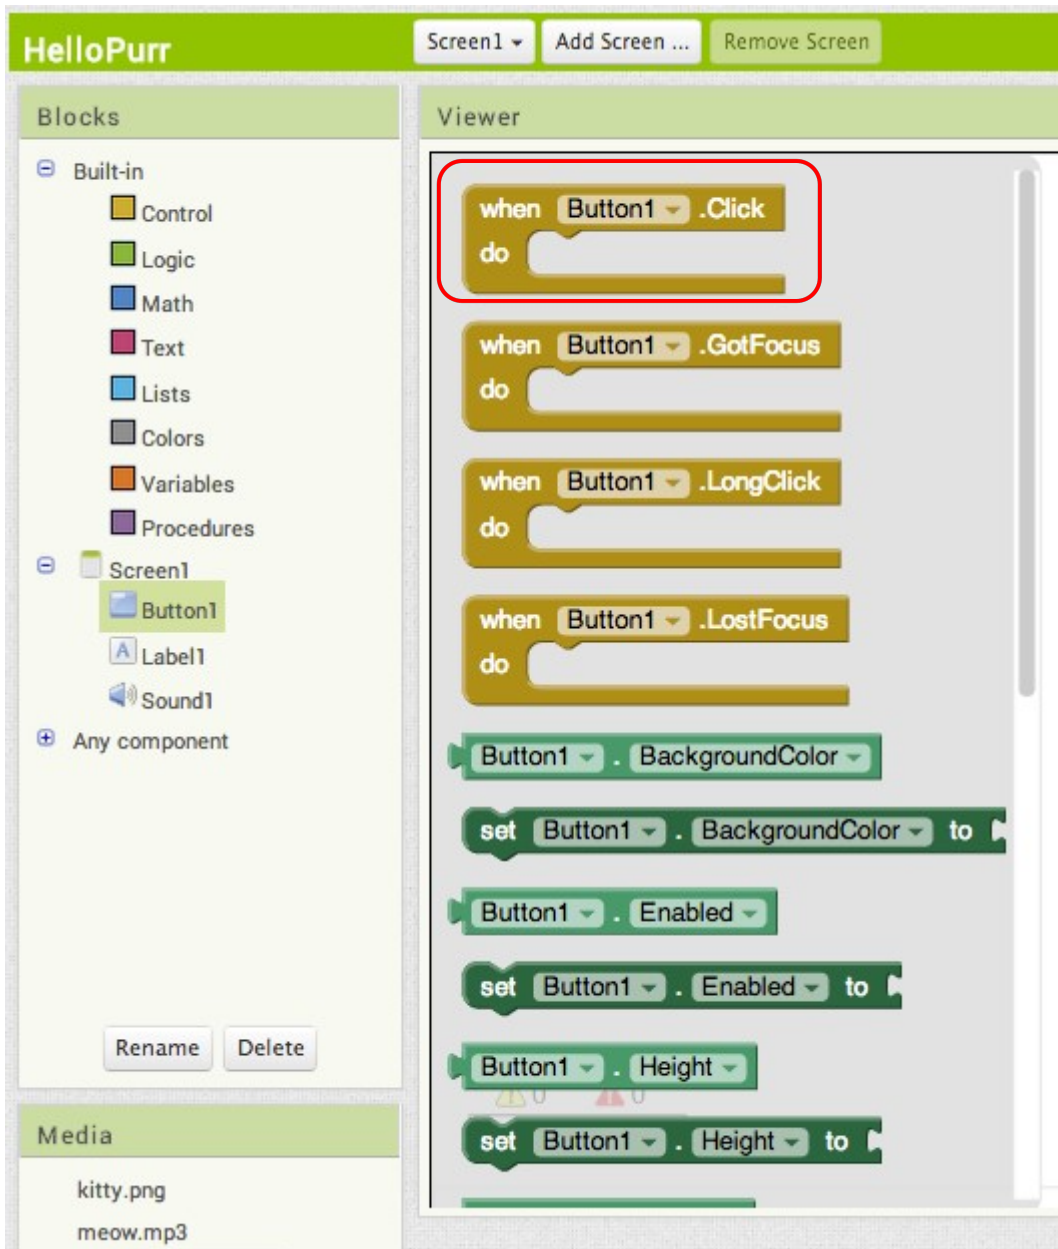 HelloPurr
Screen1 Add Screen ... Remove Screen
Blocks
Built-in
Control
Logic
Math
Text
Lists
Colors
Variables
Procedures
Screen1
Button1
Label1
Sound1
Any component
Rename Delete
Media
kitty.png
meow.mp3
Viewer
when Button1 .Click
do
when Button1 .GotFocus
do
when Button1 .LongClick
do
when Button1 .LostFocus
do
Button1 . BackgroundColor
set Button1 . BackgroundColor to
Button1 . Enabled
set Button1 . Enabled to
Button1 . Height
0 0
set Button1 . Height to